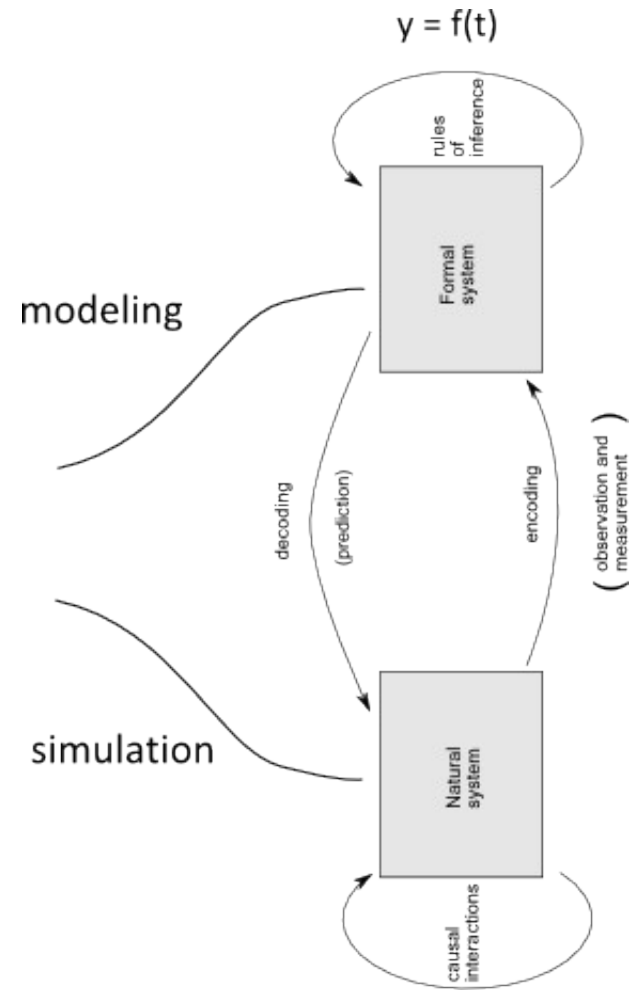 y = f(t)
rules
of
inference
Formal
system
modeling
decoding
(prediction)
encoding
(observation and
measurement)
simulation
Natural
system
causal
interactions